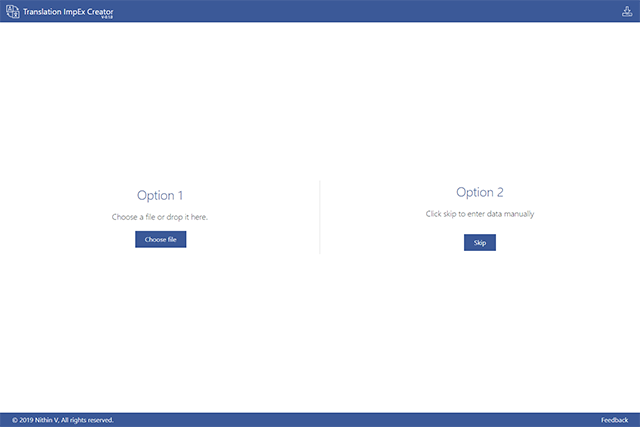 Translation ImpEx Creator
Option 1
Choose a file or drop it here.
Choose file
Option 2
Click skip to enter data manually
Skip
© 2019 Nithin V, All rights reserved.
Feedback